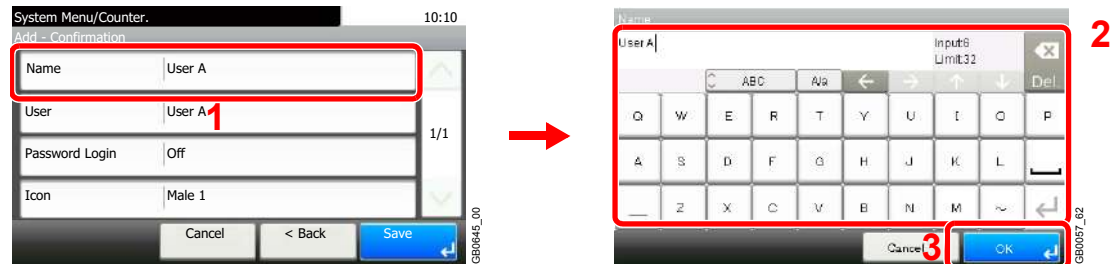 System Menu/Counter.
10:10
Add - Confirmation
Name User A
User User A
1
1/1
Password Login Off
Icon Male 1
Cancel
< Back
Save
GB0645_00
Name
2
User A
Input:6
Limit:32
ABC
A/a
Del.
Q W E R T Y U I O P
A S D F G H J K L
_ Z X C V B N M ~
Cancel
3
OK
GB0057_62